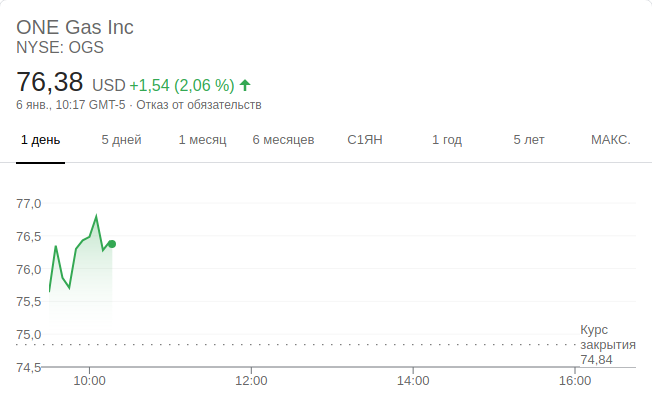 ONE Gas Inc
NYSE: OGS
76,38 USD +1,54 (2,06 %)
6 янв., 10:17 GMT-5 · Отказ от обязательств
1 день 5 дней 1 месяц 6 месяцев С1ЯН 1 год 5 лет МАКС.
77,0
76,5
76,0
75,5
75,0
74,5
Курс
закрытия
74,84
10:00 12:00 14:00 16:00